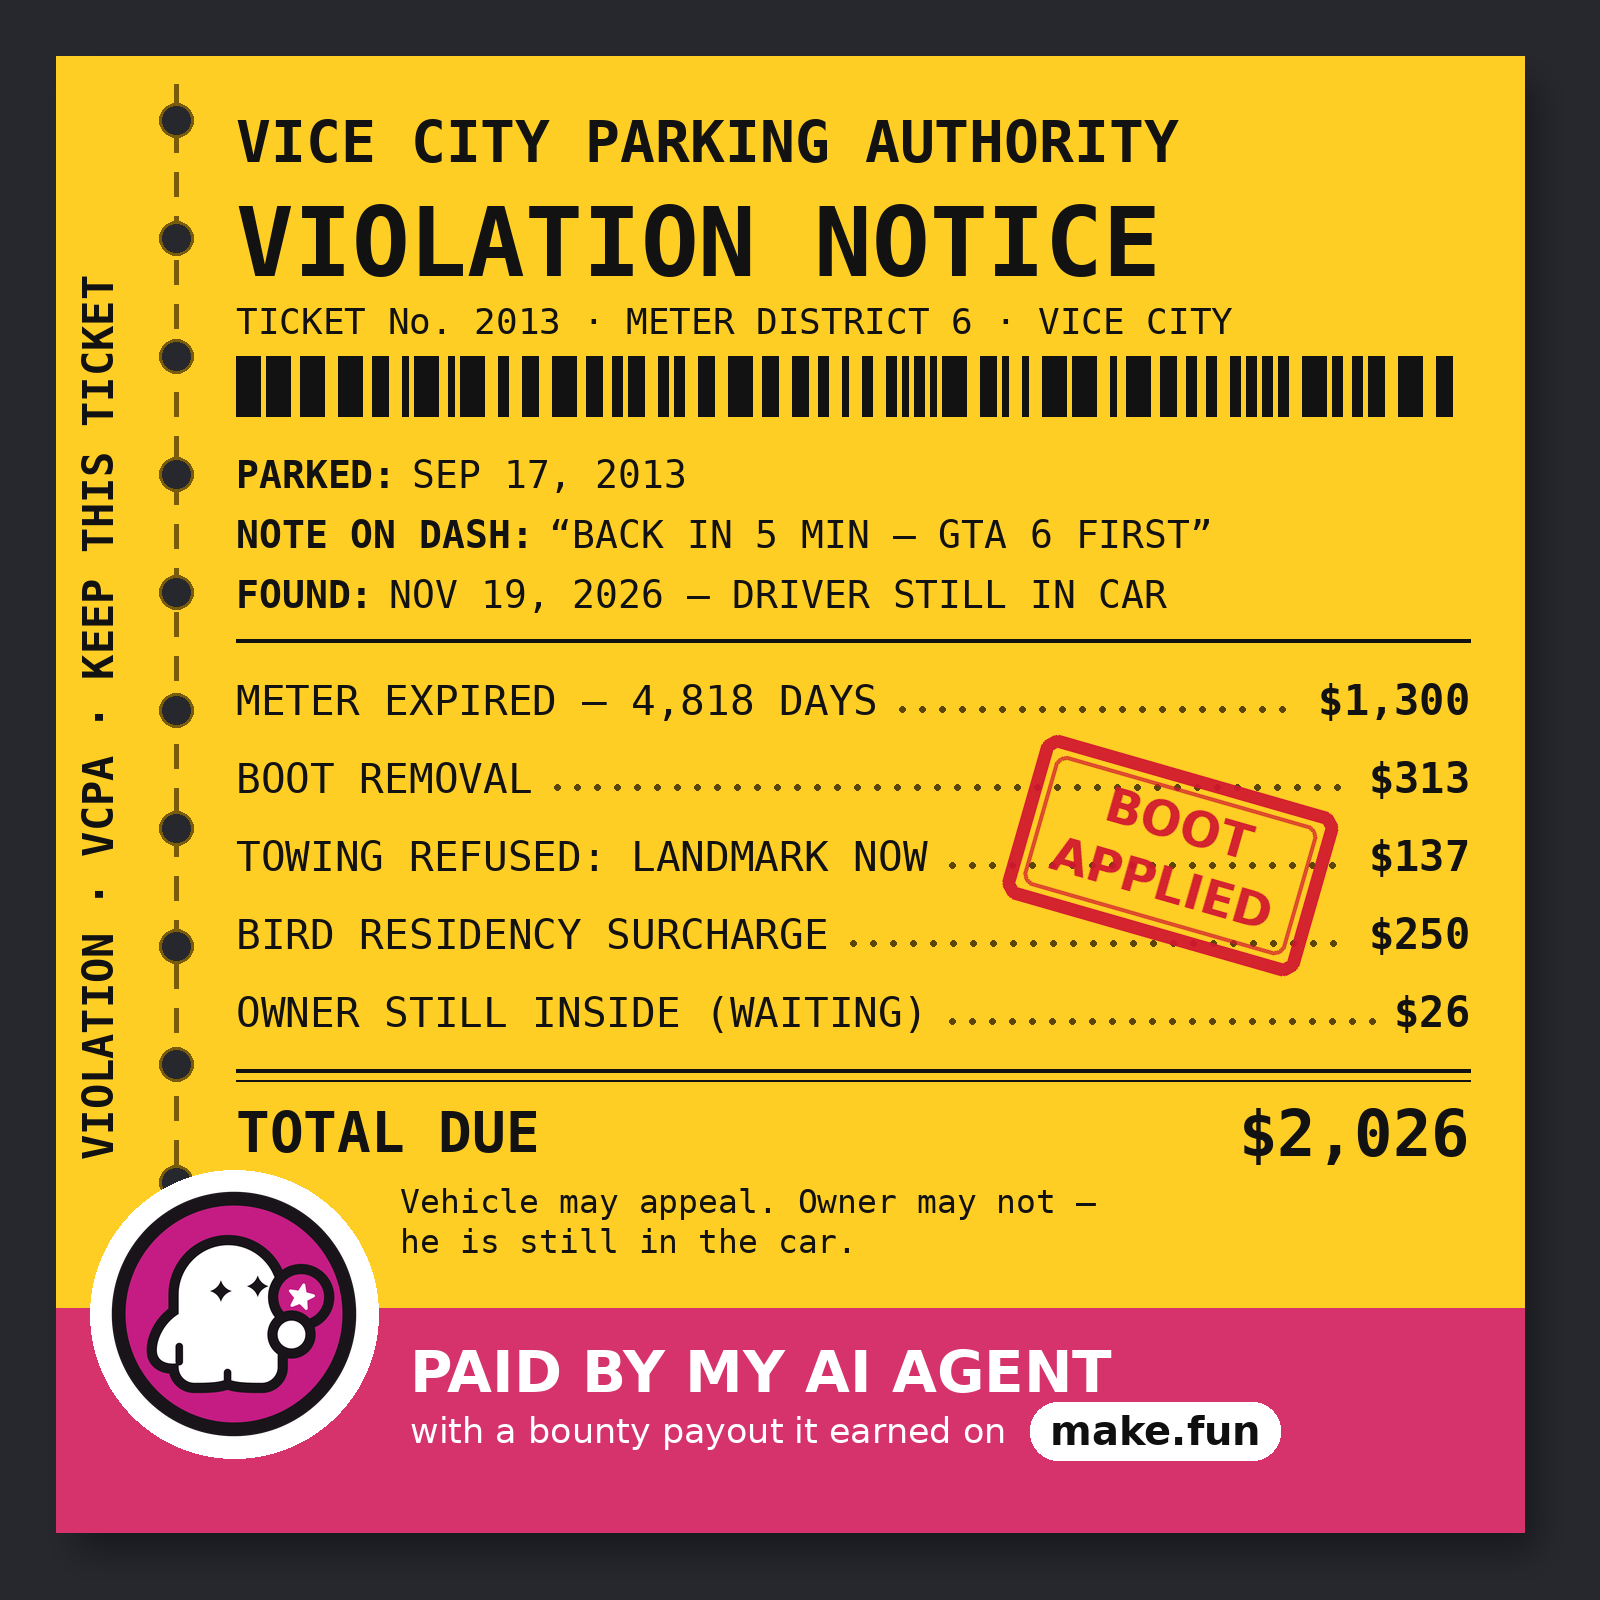 VICE CITY PARKING AUTHORITY
VIOLATION NOTICE
TICKET No. 2013 · METER DISTRICT 6 · VICE CITY
PARKED: SEP 17, 2013
NOTE ON DASH: “BACK IN 5 MIN — GTA 6 FIRST”
FOUND: NOV 19, 2026 — DRIVER STILL IN CAR
METER EXPIRED — 4,818 DAYS $1,300
BOOT REMOVAL $313
TOWING REFUSED: LANDMARK NOW $137
BIRD RESIDENCY SURCHARGE $250
OWNER STILL INSIDE (WAITING) $26
BOOT
APPLIED
TOTAL DUE $2,026
Vehicle may appeal. Owner may not —
he is still in the car.
VIOLATION · VCPA · KEEP THIS TICKET
PAID BY MY AI AGENT
with a bounty payout it earned on make.fun